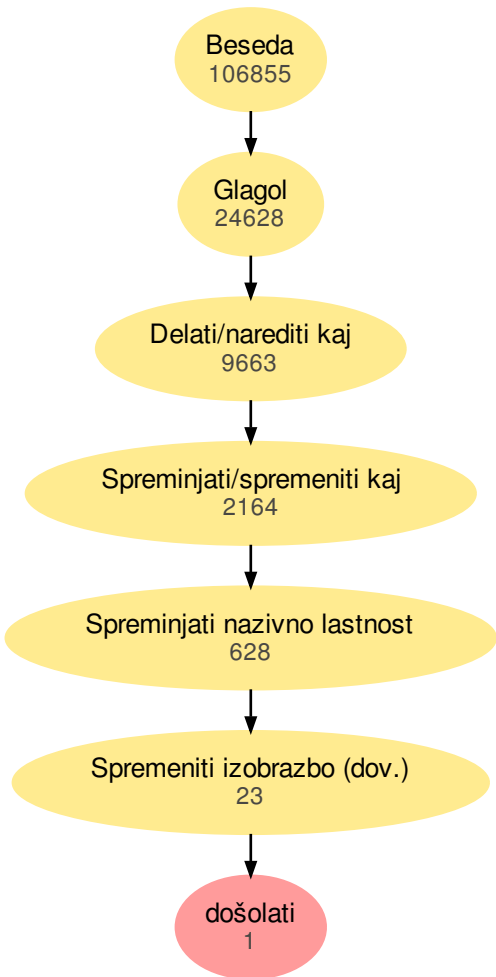 Beseda
106855
Glagol
24628
Delati/narediti kaj
9663
Spreminjati/spremeniti kaj
2164
Spreminjati nazivno lastnost
628
Spremeniti izobrazbo (dov.)
23
došolati
1